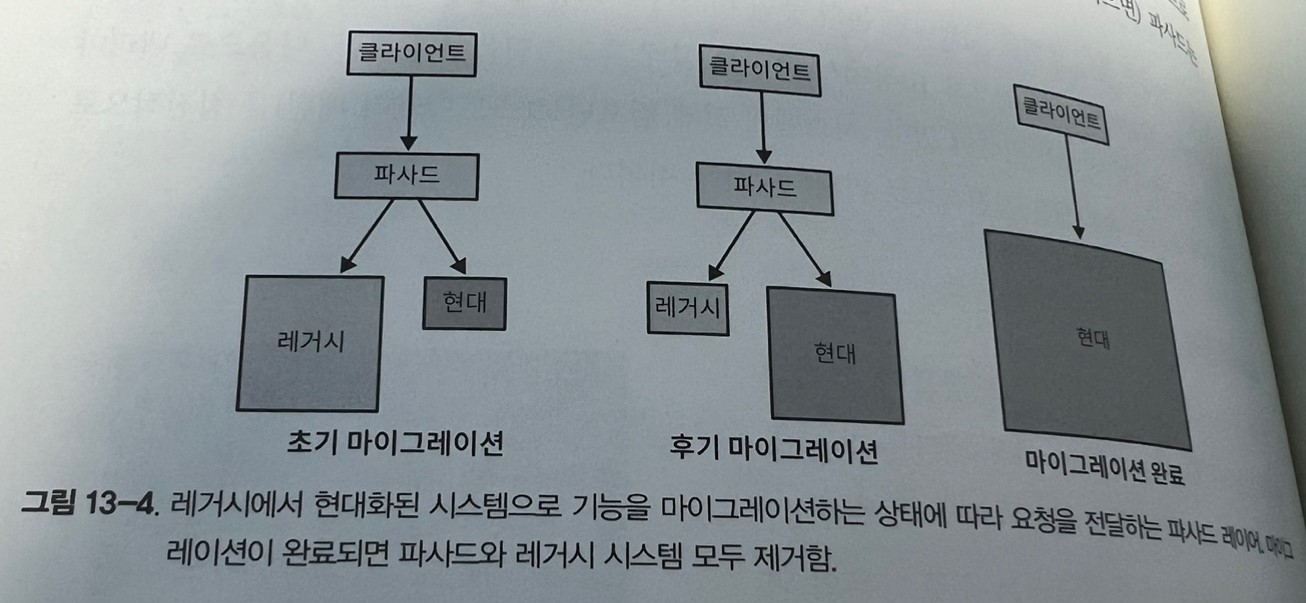 파사드는
클라이언트
파사드
레거시
현대
초기 마이그레이션
클라이언트
파사드
레거시
현대
후기 마이그레이션
클라이언트
현대
마이그레이션 완료
그림 13-4. 레거시에서 현대화된 시스템으로 기능을 마이그레이션하는 상태에 따라 요청을 전달하는 파사드 레이어. 마이그
레이션이 완료되면 파사드와 레거시 시스템 모두 제거함.